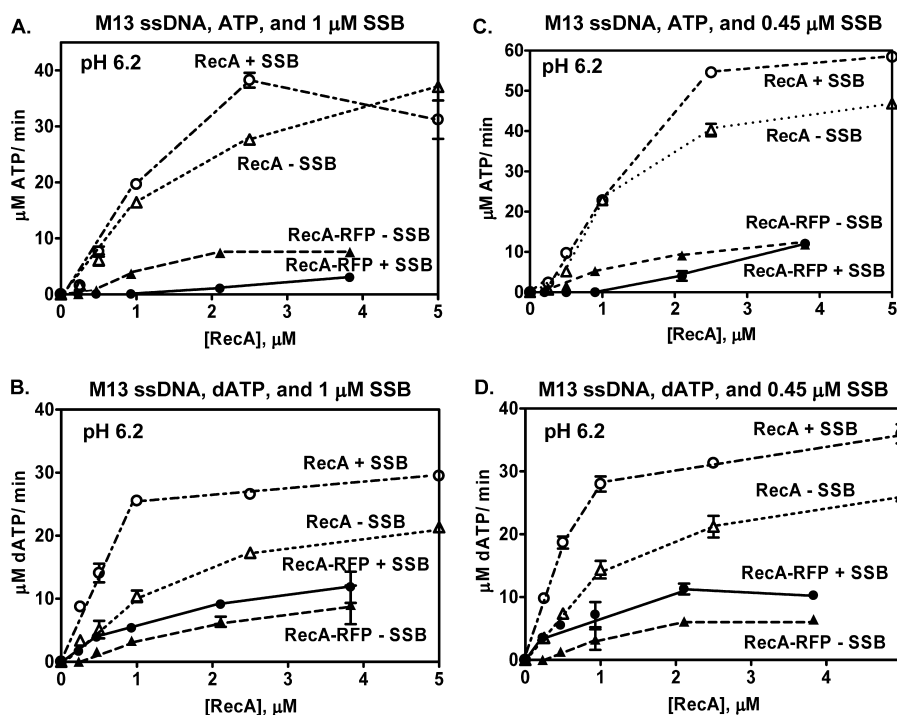 A.
M13 ssDNA, ATP, and 1 µM SSB
pH 6.2
RecA + SSB
RecA - SSB
RecA-RFP - SSB
RecA-RFP + SSB
µM ATP/ min
40
30
20
10
0
0 1 2 3 4 5
[RecA], µM
C.
M13 ssDNA, ATP, and 0.45 µM SSB
pH 6.2
RecA + SSB
RecA - SSB
RecA-RFP - SSB
RecA-RFP + SSB
µM ATP/ min
60
50
40
30
20
10
0
0 1 2 3 4 5
[RecA], µM
B.
M13 ssDNA, dATP, and 1 µM SSB
pH 6.2
RecA + SSB
RecA - SSB
RecA-RFP + SSB
RecA-RFP - SSB
µM dATP/ min
40
30
20
10
0
0 1 2 3 4 5
[RecA], µM
D.
M13 ssDNA, dATP, and 0.45 µM SSB
pH 6.2
RecA + SSB
RecA - SSB
RecA-RFP + SSB
RecA-RFP - SSB
µM dATP/ min
40
30
20
10
0
0 1 2 3 4 5
[RecA], µM